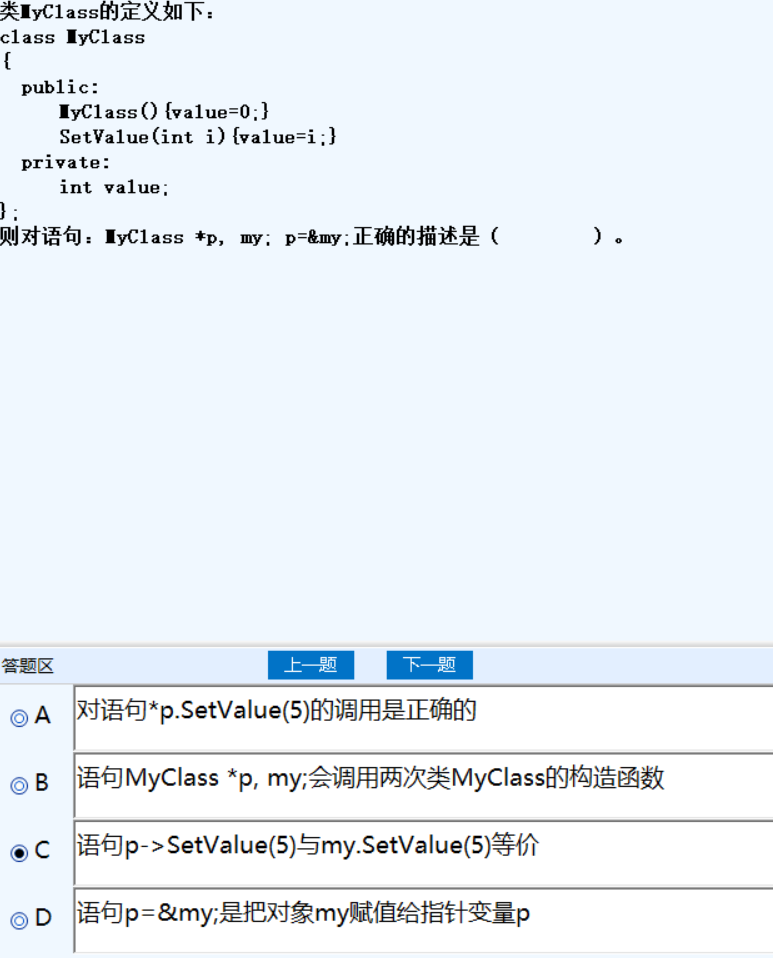 类MyClass的定义如下：
class MyClass
{
public:
MyClass(){value=0;}
SetValue(int i){value=i;}
private:
int value;
};
则对语句：MyClass *p, my; p=&my;正确的描述是（ ）。
答题区
上一题 下一题
A 对语句*p.SetValue(5)的调用是正确的
B 语句MyClass *p, my;会调用两次类MyClass的构造函数
C 语句p->SetValue(5)与my.SetValue(5)等价
D 语句p=&my;是把对象my赋值给指针变量p